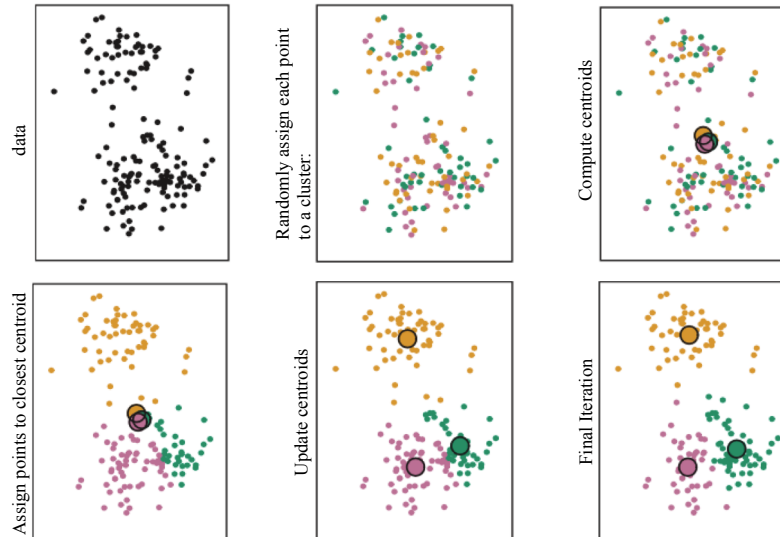 data
Randomly assign each point
to a cluster:
Compute centroids
Assign points to closest centroid
Update centroids
Final Iteration